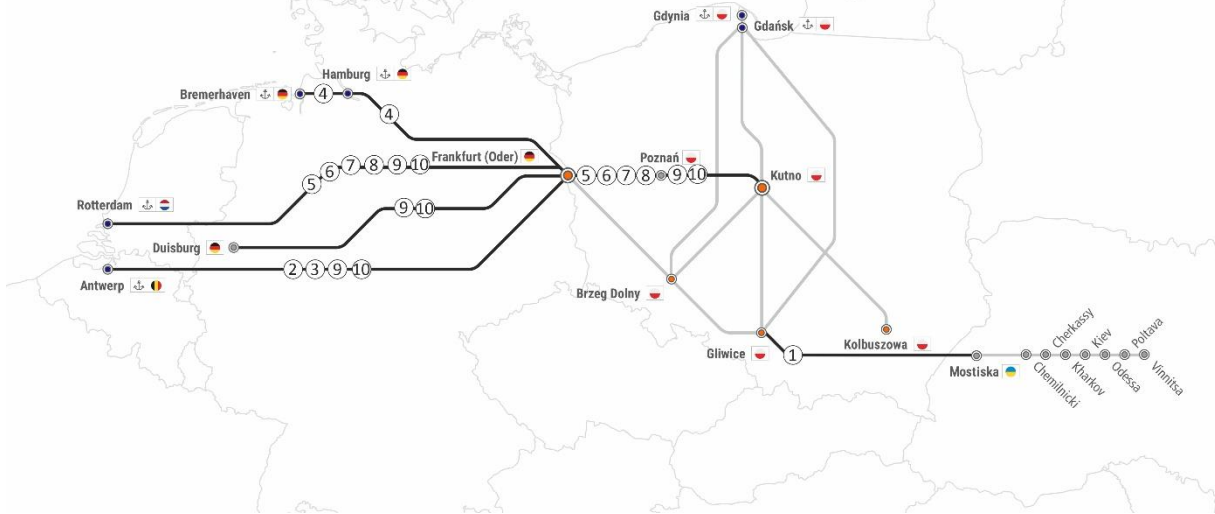 Gdynia
Gdańsk
Hamburg
Bremerhaven
4
4
Frankfurt (Oder)
Poznań
5 6 7 8 9 10
5 6 7 8 9 10
Kutno
Rotterdam
9 10
Duisburg
2 3 9 10
Antwerp
Brzeg Dolny
Gliwice
1
Kolbuszowa
Mostiska
Chemilnicki
Cherkassy
Kharkov
Kiev
Odessa
Poltava
Vinnitsa